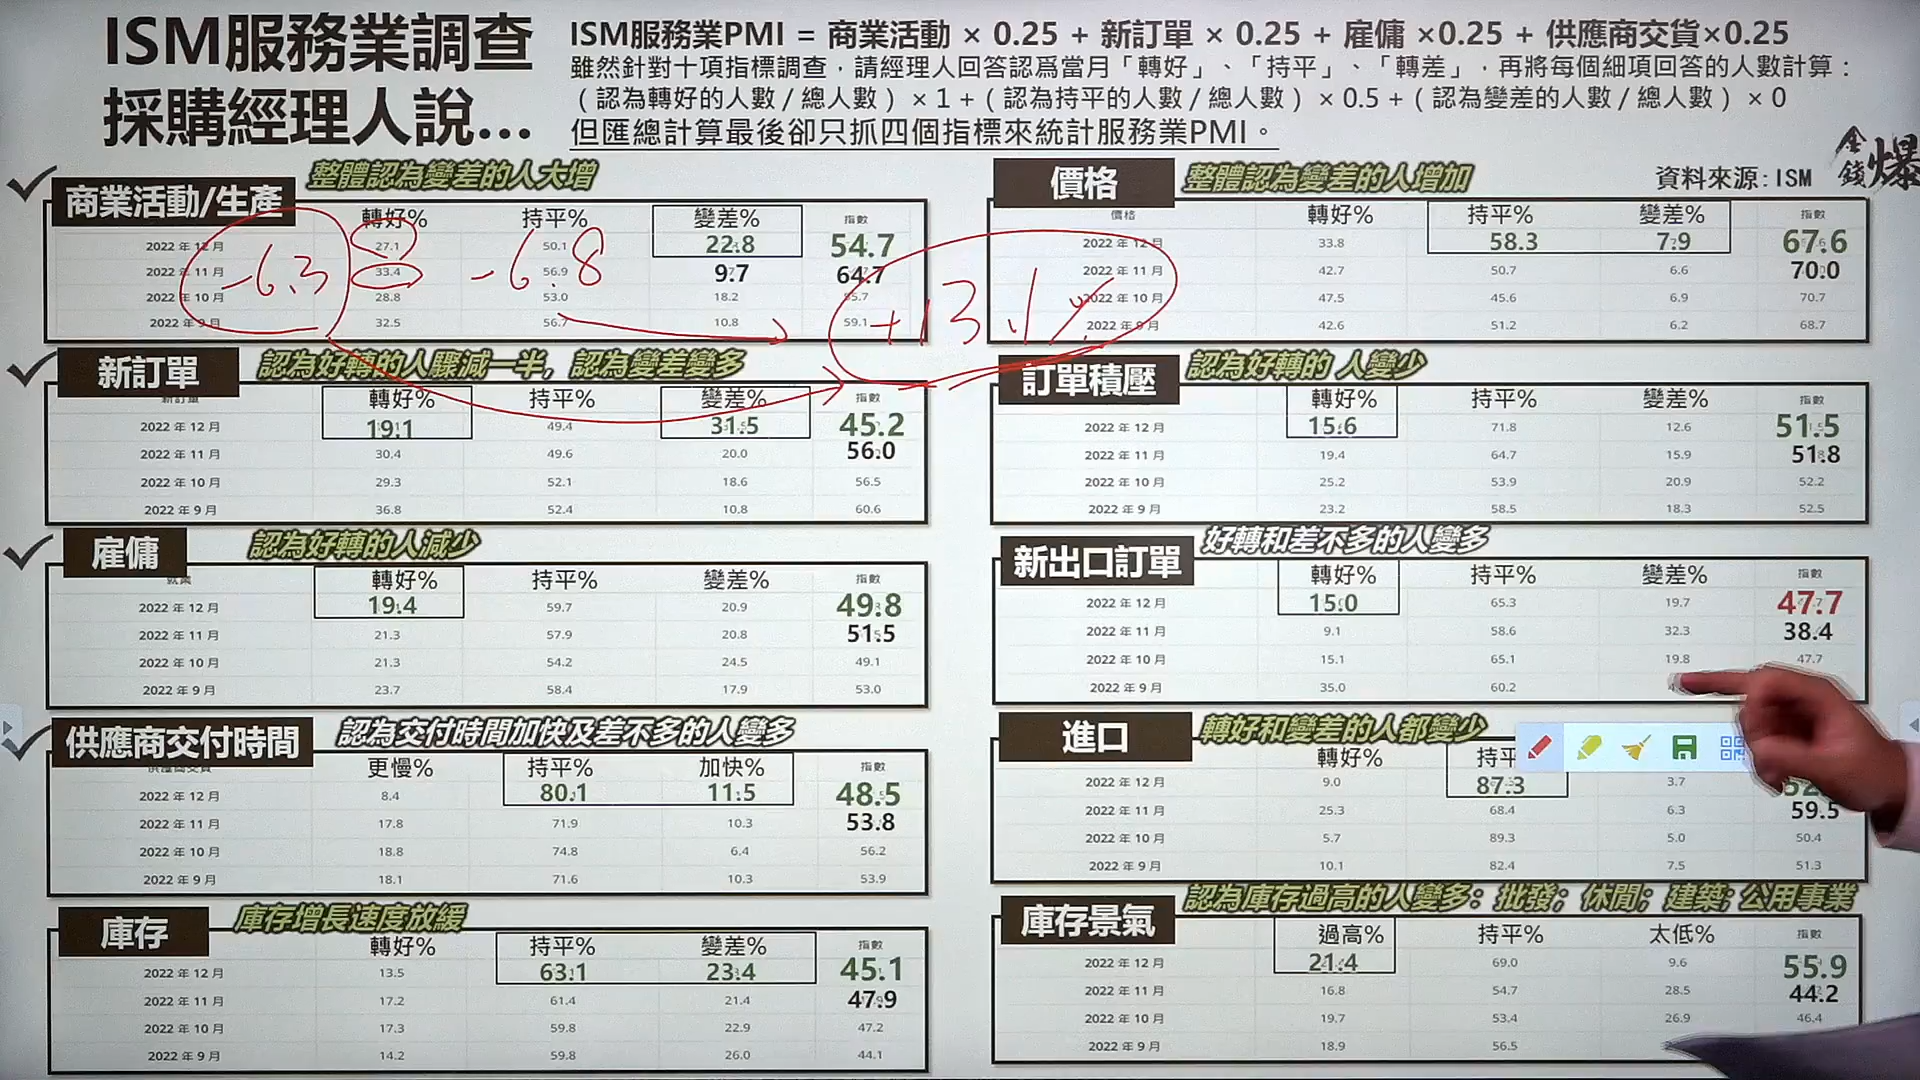 ISM服務業調查
採購經理人說...
ISM服務業PMI = 商業活動 × 0.25 + 新訂單 × 0.25 + 雇傭 ×0.25 + 供應商交貨×0.25
雖然針對十項指標調查，請經理人回答認爲當月「轉好」、「持平」、「轉差」，再將每個細項回答的人數計算：
（認為轉好的人數 / 總人數） × 1 +（認為持平的人數 / 總人數）× 0.5 +（認為變差的人數 / 總人數）× 0
但匯總計算最後卻只抓四個指標來統計服務業PMI。
金錢爆
資料來源: ISM
商業活動/生產 整體認為變差的人大增
轉好% 持平% 變差% 指數
2022 年 12 月 27.1 50.1 22.8 54.7
2022 年 11 月 33.4 56.9 9.7 64.7
2022 年 10 月 28.8 53.0 18.2 55.7
2022 年 9 月 32.5 56.7 10.8 59.1
-6.3 -6.8 +13.1%
新訂單 認為好轉的人驟減一半, 認為變差變多
新訂單 轉好% 持平% 變差% 指數
2022 年 12 月 19.1 49.4 31.5 45.2
2022 年 11 月 30.4 49.6 20.0 56.0
2022 年 10 月 29.3 52.1 18.6 56.5
2022 年 9 月 36.8 52.4 10.8 60.6
雇傭 認為好轉的人減少
就業 轉好% 持平% 變差% 指數
2022 年 12 月 19.4 59.7 20.9 49.8
2022 年 11 月 21.3 57.9 20.8 51.5
2022 年 10 月 21.3 54.2 24.5 49.1
2022 年 9 月 23.7 58.4 17.9 53.0
供應商交付時間 認為交付時間加快及差不多的人變多
供應商交貨 更慢% 持平% 加快% 指數
2022 年 12 月 8.4 80.1 11.5 48.5
2022 年 11 月 17.8 71.9 10.3 53.8
2022 年 10 月 18.8 74.8 6.4 56.2
2022 年 9 月 18.1 71.6 10.3 53.9
庫存 庫存增長速度放緩
轉好% 持平% 變差% 指數
2022 年 12 月 13.5 63.1 23.4 45.1
2022 年 11 月 17.2 61.4 21.4 47.9
2022 年 10 月 17.3 59.8 22.9 47.2
2022 年 9 月 14.2 59.8 26.0 44.1
價格 整體認為變差的人增加
價格 轉好% 持平% 變差% 指數
2022 年 12 月 33.8 58.3 7.9 67.6
2022 年 11 月 42.7 50.7 6.6 70.0
2022 年 10 月 47.5 45.6 6.9 70.7
2022 年 9 月 42.6 51.2 6.2 68.7
訂單積壓 認為好轉的 人變少
轉好% 持平% 變差% 指數
2022 年 12 月 15.6 71.8 12.6 51.5
2022 年 11 月 19.4 64.7 15.9 51.8
2022 年 10 月 25.2 53.9 20.9 52.2
2022 年 9 月 23.2 58.5 18.3 52.5
新出口訂單 好轉和差不多的人變多
轉好% 持平% 變差% 指數
2022 年 12 月 15.0 65.3 19.7 47.7
2022 年 11 月 9.1 58.6 32.3 38.4
2022 年 10 月 15.1 65.1 19.8 47.7
2022 年 9 月 35.0 60.2
進口 轉好和變差的人都變少
轉好% 持平
2022 年 12 月 9.0 87.3 3.7
2022 年 11 月 25.3 68.4 6.3 59.5
2022 年 10 月 5.7 89.3 5.0 50.4
2022 年 9 月 10.1 82.4 7.5 51.3
庫存景氣 認為庫存過高的人變多：批發；休閒；建築；公用事業
過高% 持平% 太低% 指數
2022 年 12 月 21.4 69.0 9.6 55.9
2022 年 11 月 16.8 54.7 28.5 44.2
2022 年 10 月 19.7 53.4 26.9 46.4
2022 年 9 月 18.9 56.5